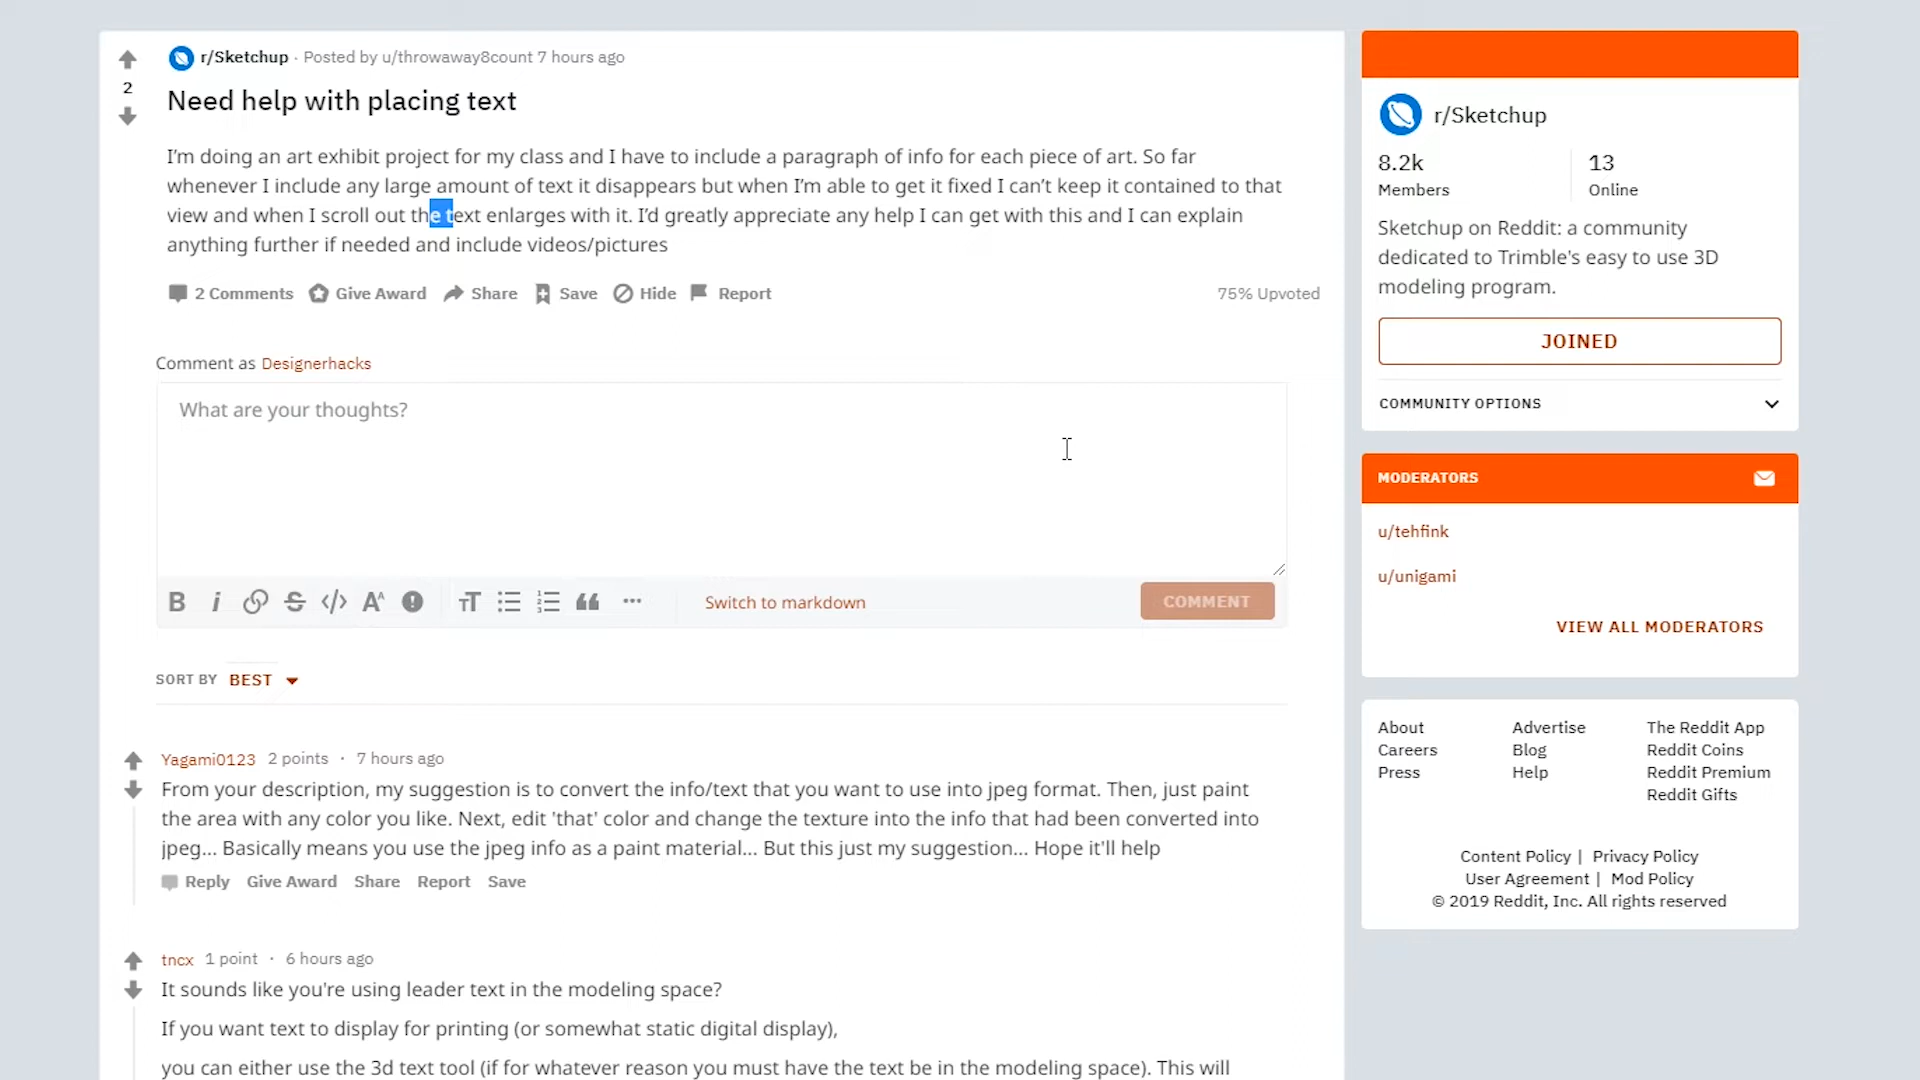 r/Sketchup · Posted by u/throwaway8count 7 hours ago
2
Need help with placing text
I'm doing an art exhibit project for my class and I have to include a paragraph of info for each piece of art. So far
whenever I include any large amount of text it disappears but when I'm able to get it fixed I can't keep it contained to that
view and when I scroll out the text enlarges with it. I'd greatly appreciate any help I can get with this and I can explain
anything further if needed and include videos/pictures
2 Comments Give Award Share Save Hide Report 75% Upvoted
Comment as Designerhacks
What are your thoughts?
Switch to markdown COMMENT
SORT BY BEST
Yagami0123 2 points · 7 hours ago
From your description, my suggestion is to convert the info/text that you want to use into jpeg format. Then, just paint
the area with any color you like. Next, edit 'that' color and change the texture into the info that had been converted into
jpeg... Basically means you use the jpeg info as a paint material... But this just my suggestion... Hope it'll help
Reply Give Award Share Report Save
tncx 1 point · 6 hours ago
It sounds like you're using leader text in the modeling space?
If you want text to display for printing (or somewhat static digital display),
you can either use the 3d text tool (if for whatever reason you must have the text be in the modeling space). This will
r/Sketchup
8.2k 13
Members Online
Sketchup on Reddit: a community
dedicated to Trimble's easy to use 3D
modeling program.
JOINED
COMMUNITY OPTIONS
MODERATORS
u/tehfink
u/unigami
VIEW ALL MODERATORS
About Advertise The Reddit App
Careers Blog Reddit Coins
Press Help Reddit Premium
Reddit Gifts
Content Policy | Privacy Policy
User Agreement | Mod Policy
© 2019 Reddit, Inc. All rights reserved